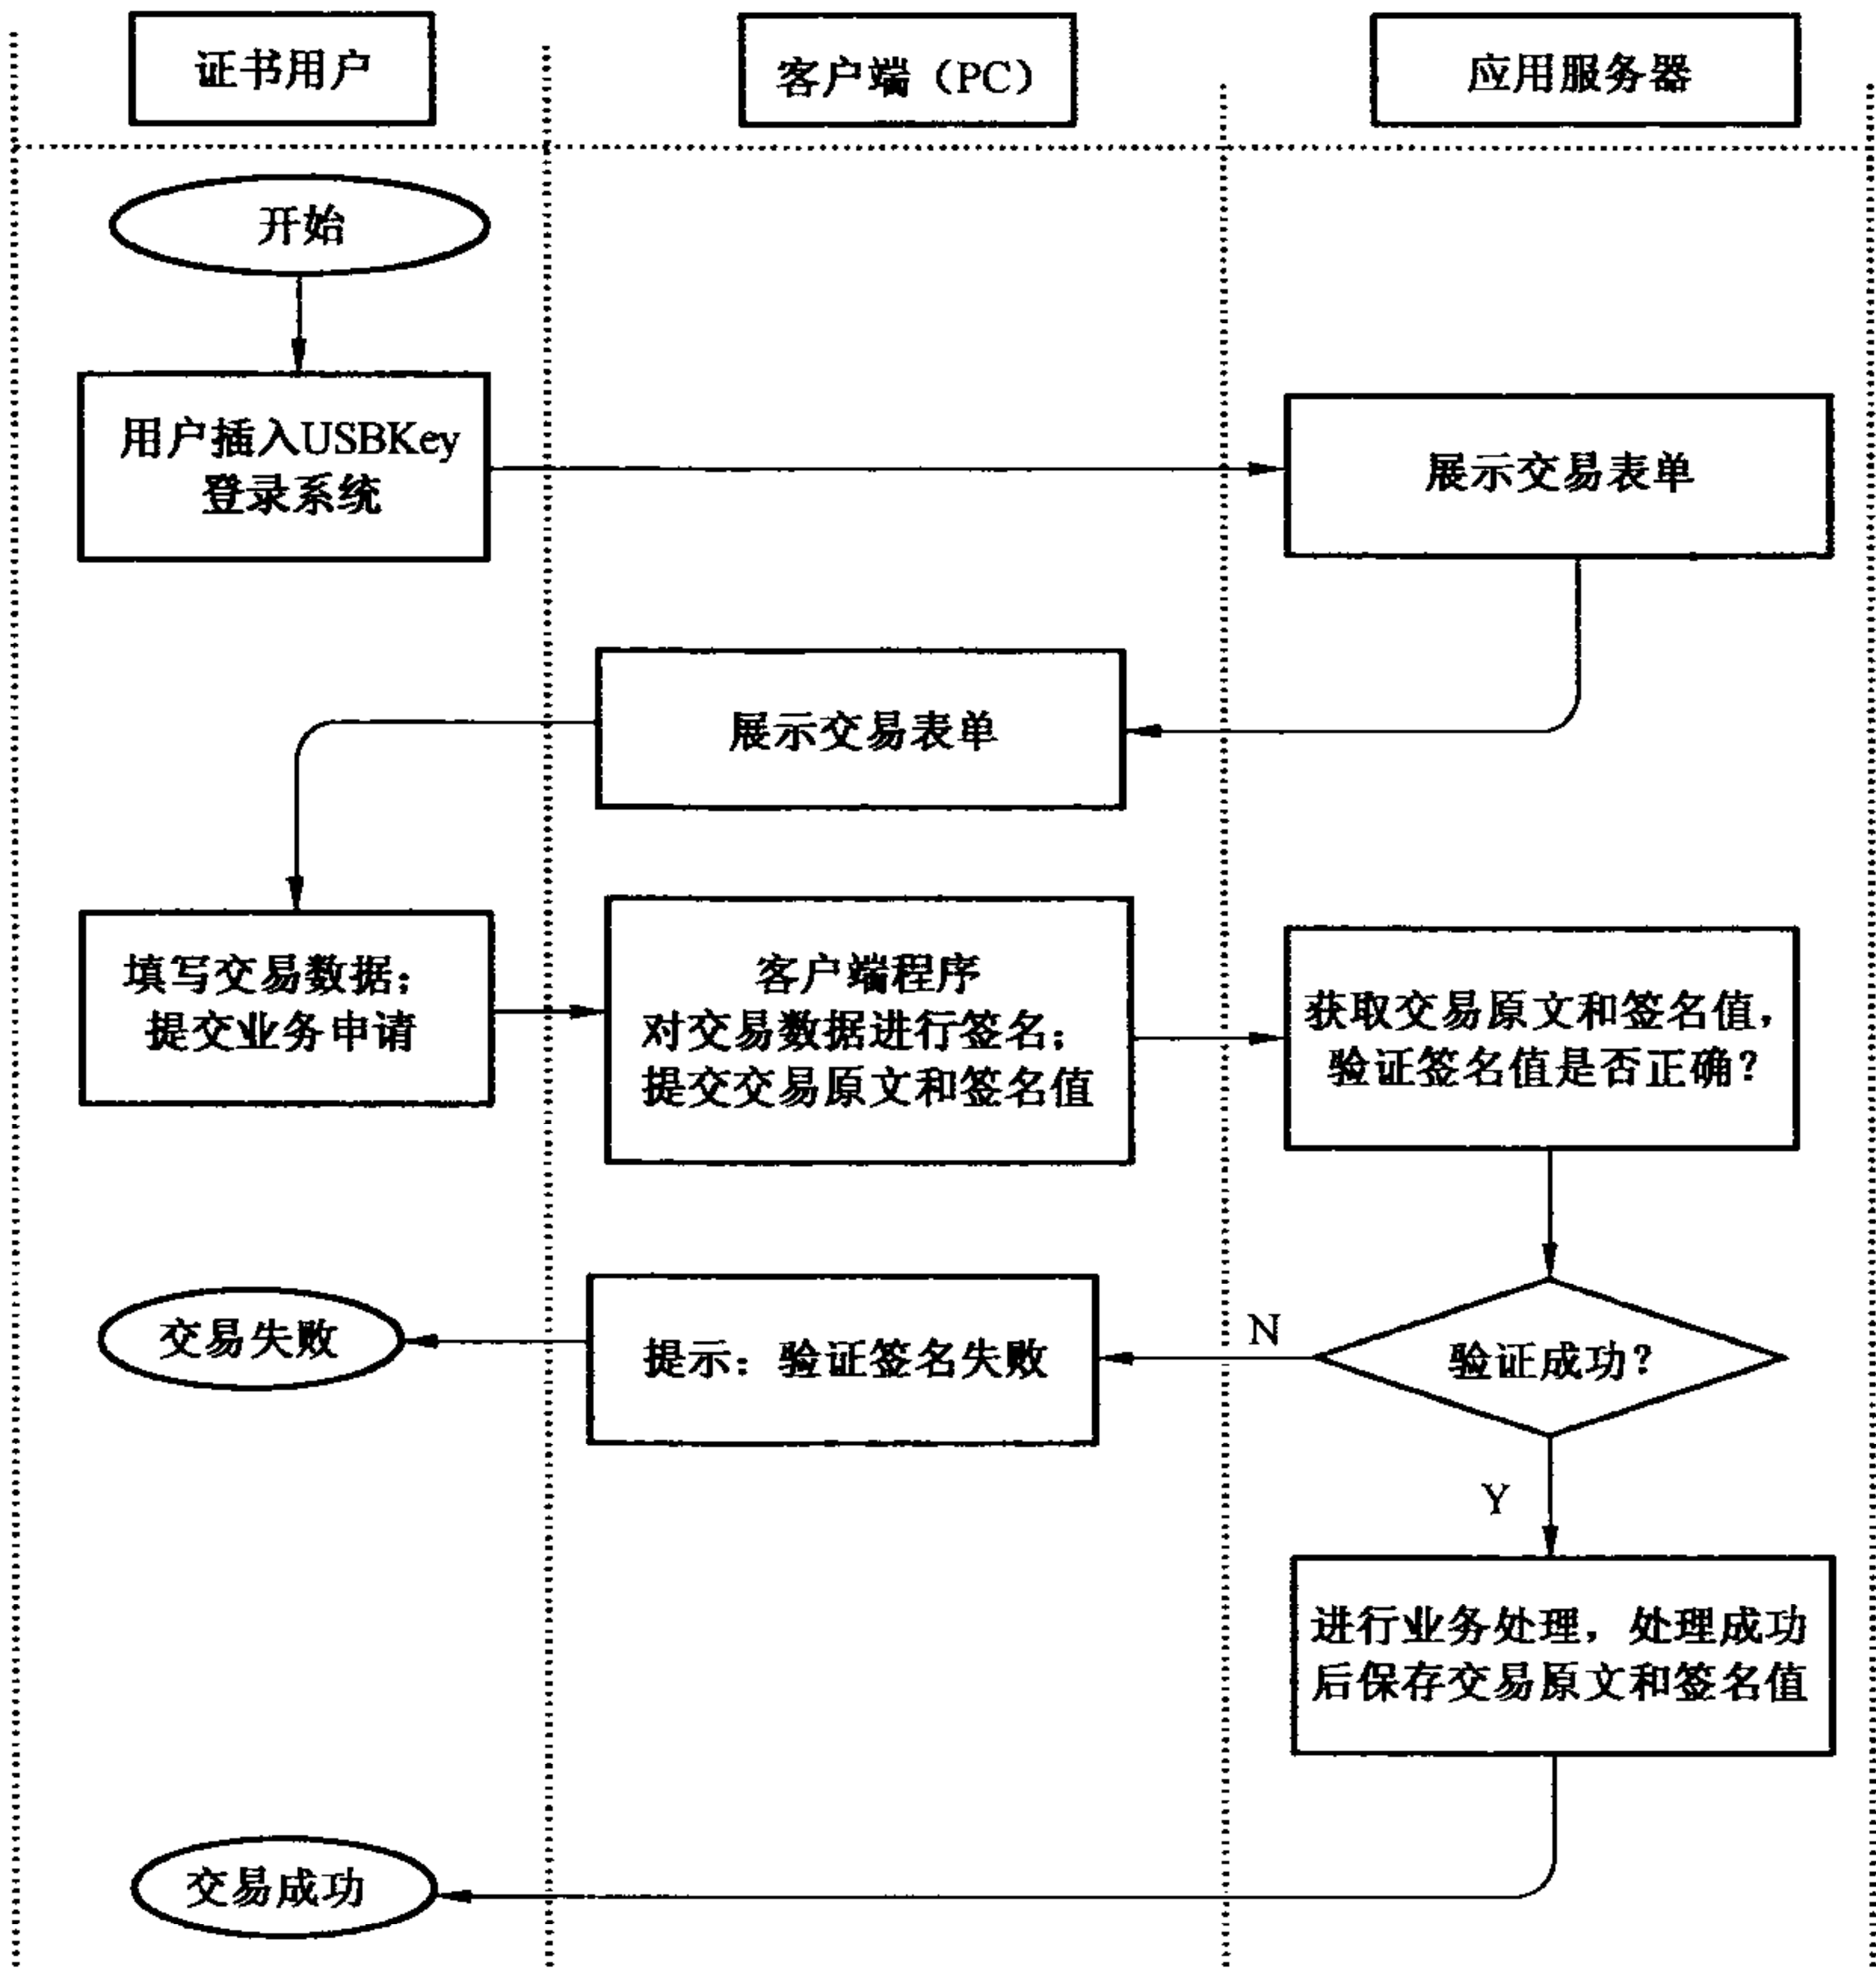 证书用户
客户端（PC）
应用服务器
开始
用户插入USBKey
登录系统
展示交易表单
展示交易表单
填写交易数据；
提交业务申请
客户端程序
对交易数据进行签名；
提交交易原文和签名值
获取交易原文和签名值，
验证签名值是否正确？
验证成功？
N
提示：验证签名失败
交易失败
Y
进行业务处理，处理成功
后保存交易原文和签名值
交易成功